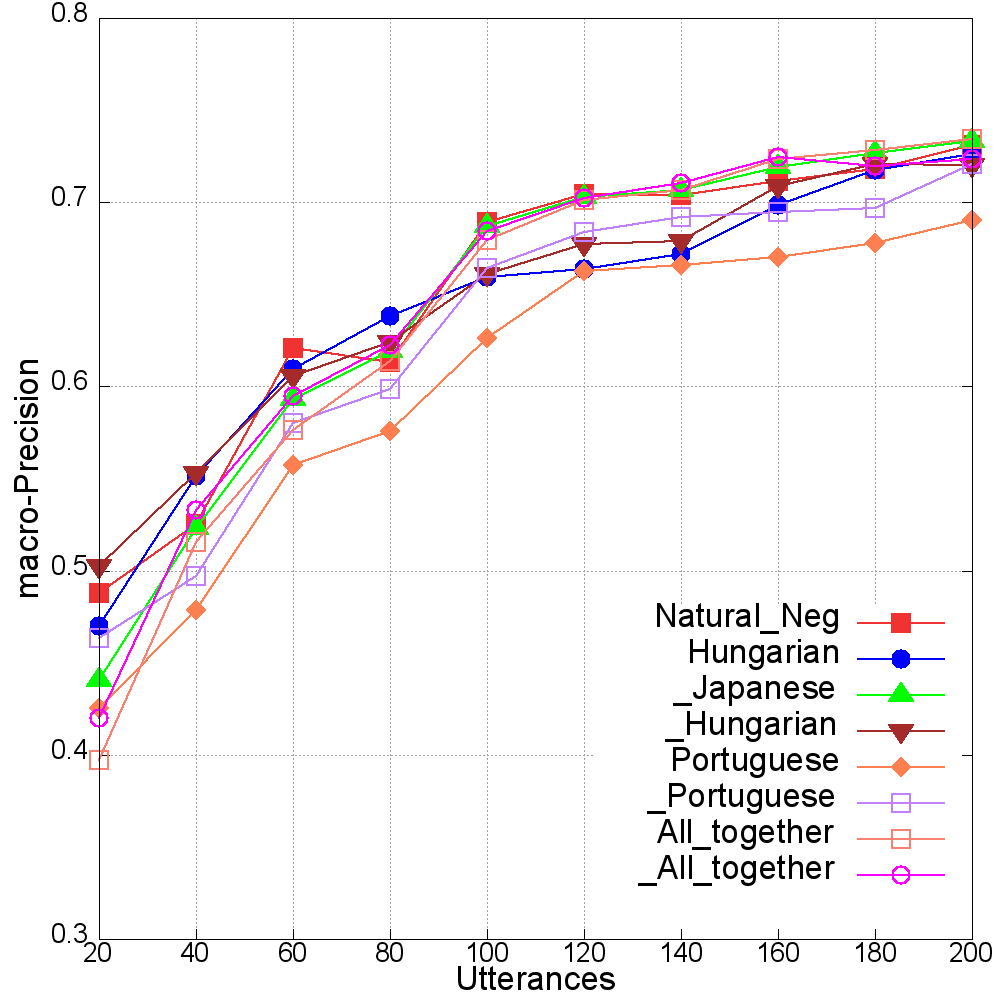 0.8
0.7
0.6
0.5
0.4
0.3
macro-Precision
Natural_Neg
Hungarian
_Japanese
_Hungarian
Portuguese
_Portuguese
All_together
_All_together
20 40 60 80 100 120 140 160 180 200
Utterances